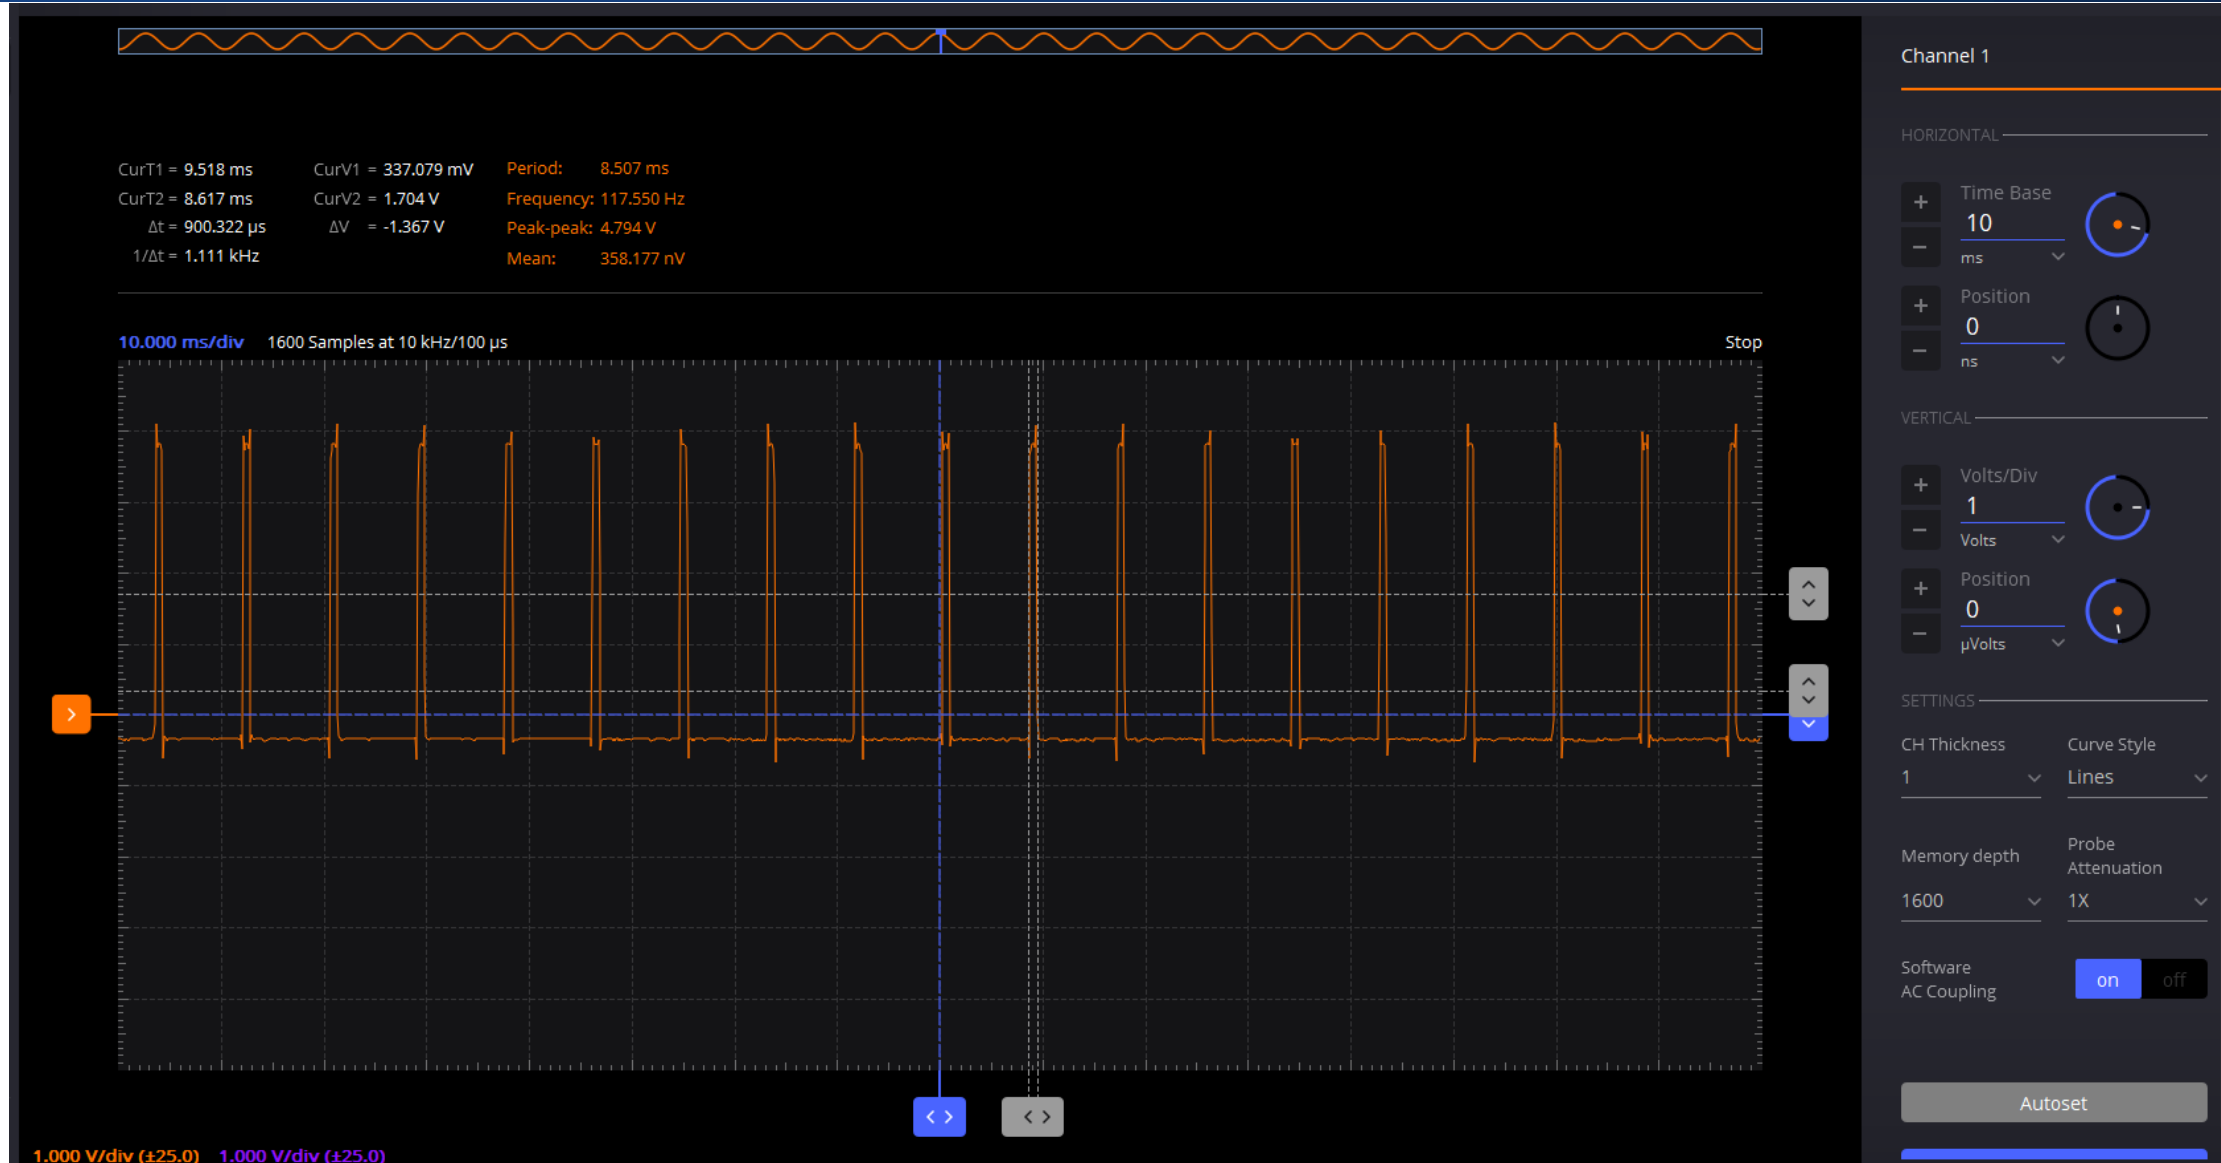 CurT1 = 9.518 ms CurV1 = 337.079 mV Period: 8.507 ms
CurT2 = 8.617 ms CurV2 = 1.704 V Frequency: 117.550 Hz
Δt = 900.322 µs ΔV = -1.367 V Peak-peak: 4.794 V
1/Δt = 1.111 kHz Mean: 358.177 nV
10.000 ms/div 1600 Samples at 10 kHz/100 µs Stop
1.000 V/div (±25.0) 1.000 V/div (±25.0)
Channel 1
HORIZONTAL
+ Time Base
10
−
ms
+ Position
0
−
ns
VERTICAL
+ Volts/Div
1
−
Volts
+ Position
0
−
µVolts
SETTINGS
CH Thickness Curve Style
1 Lines
Memory depth Probe
Attenuation
1600 1X
Software
AC Coupling on off
Autoset